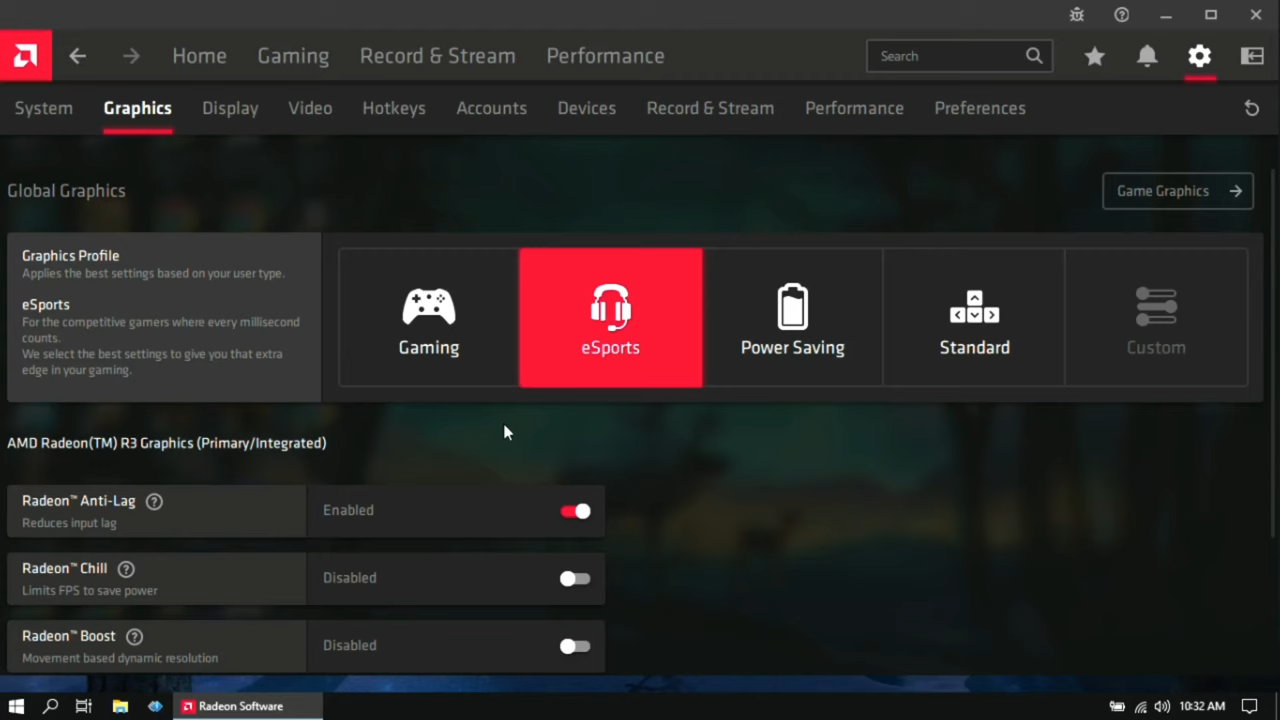 Home
Gaming
Record & Stream
Performance
Search
System
Graphics
Display
Video
Hotkeys
Accounts
Devices
Record & Stream
Performance
Preferences
Global Graphics
Game Graphics
Graphics Profile
Applies the best settings based on your user type.
eSports
For the competitive gamers where every millisecond
counts.
We select the best settings to give you that extra
edge in your gaming.
Gaming
eSports
Power Saving
Standard
Custom
AMD Radeon(TM) R3 Graphics (Primary/Integrated)
Radeon™ Anti-Lag
Reduces input lag
Enabled
Radeon™ Chill
Limits FPS to save power
Disabled
Radeon™ Boost
Movement based dynamic resolution
Disabled
Radeon Software
10:32 AM